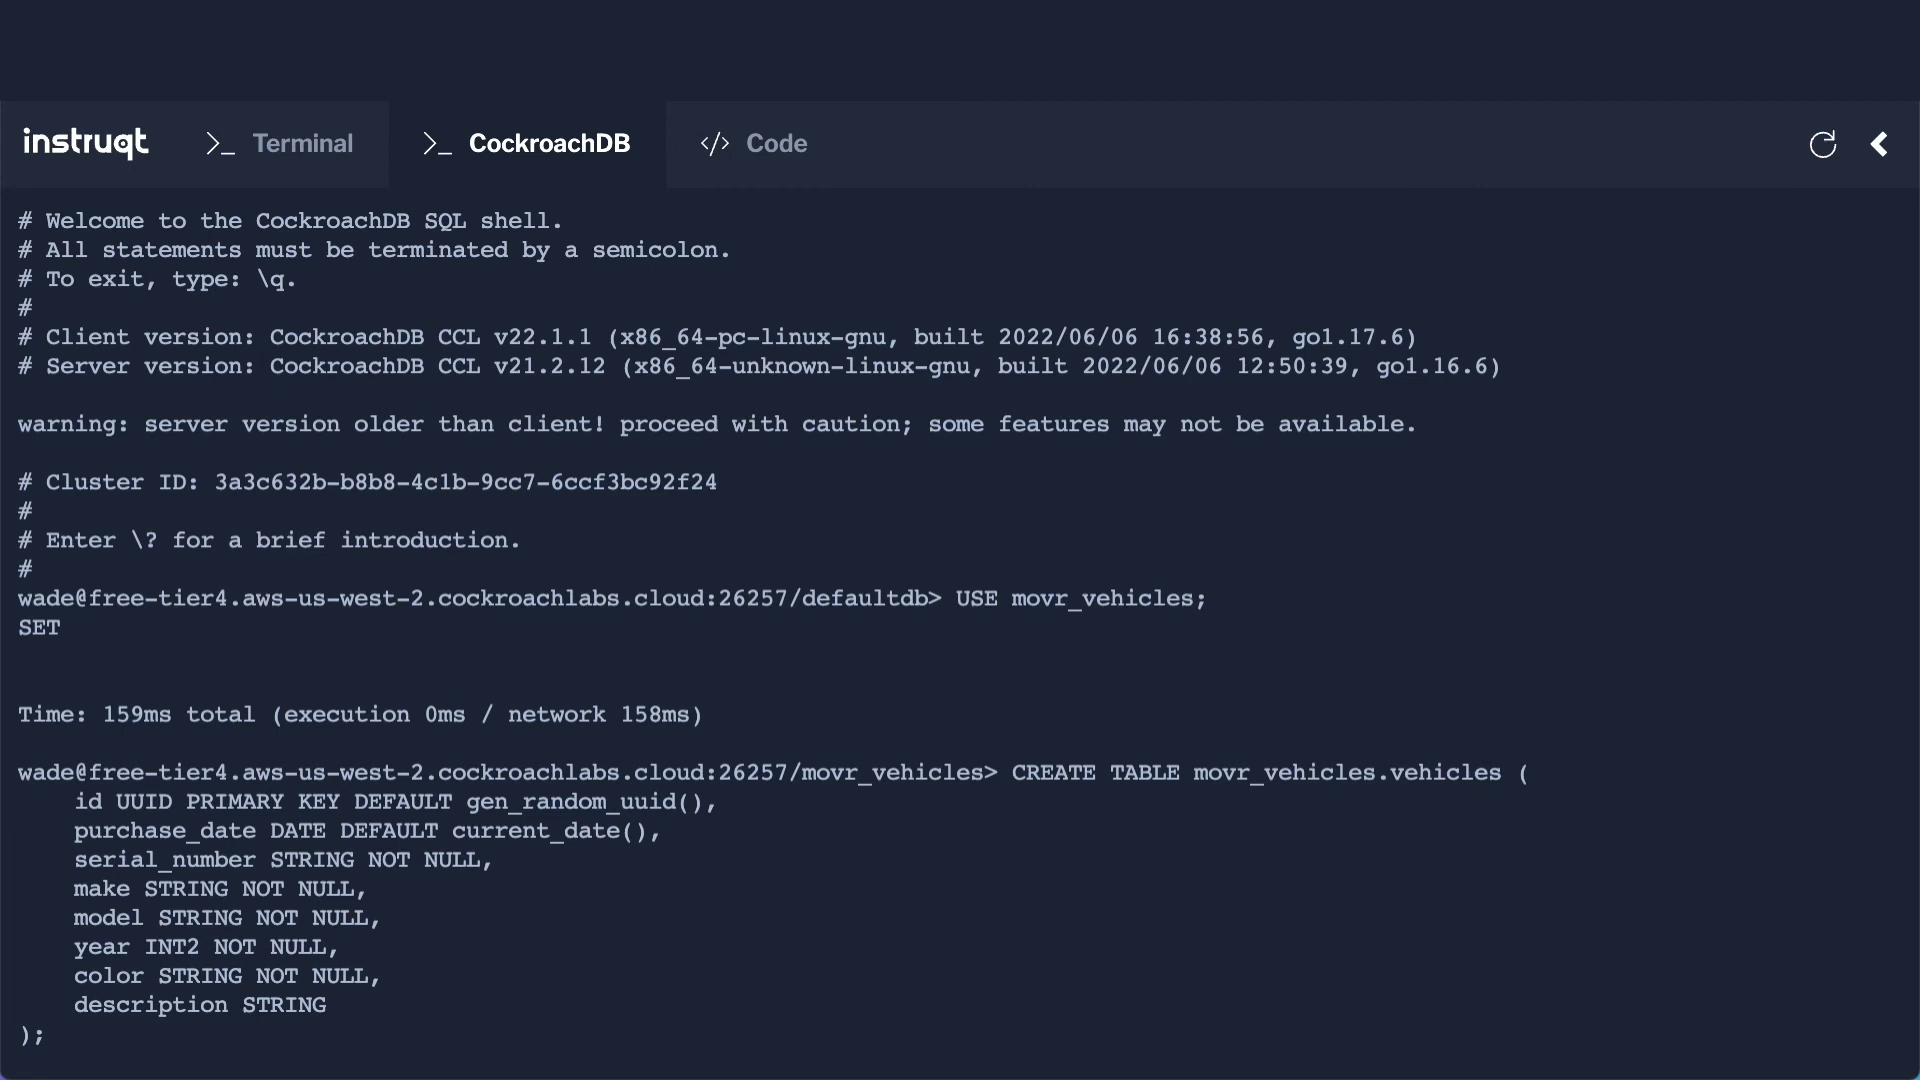 instruqt >_ Terminal >_ CockroachDB </> Code
# Welcome to the CockroachDB SQL shell.
# All statements must be terminated by a semicolon.
# To exit, type: \q.
#
# Client version: CockroachDB CCL v22.1.1 (x86_64-pc-linux-gnu, built 2022/06/06 16:38:56, go1.17.6)
# Server version: CockroachDB CCL v21.2.12 (x86_64-unknown-linux-gnu, built 2022/06/06 12:50:39, go1.16.6)
warning: server version older than client! proceed with caution; some features may not be available.
# Cluster ID: 3a3c632b-b8b8-4c1b-9cc7-6ccf3bc92f24
#
# Enter \? for a brief introduction.
#
wade@free-tier4.aws-us-west-2.cockroachlabs.cloud:26257/defaultdb> USE movr_vehicles;
SET
Time: 159ms total (execution 0ms / network 158ms)
wade@free-tier4.aws-us-west-2.cockroachlabs.cloud:26257/movr_vehicles> CREATE TABLE movr_vehicles.vehicles (
    id UUID PRIMARY KEY DEFAULT gen_random_uuid(),
    purchase_date DATE DEFAULT current_date(),
    serial_number STRING NOT NULL,
    make STRING NOT NULL,
    model STRING NOT NULL,
    year INT2 NOT NULL,
    color STRING NOT NULL,
    description STRING
);